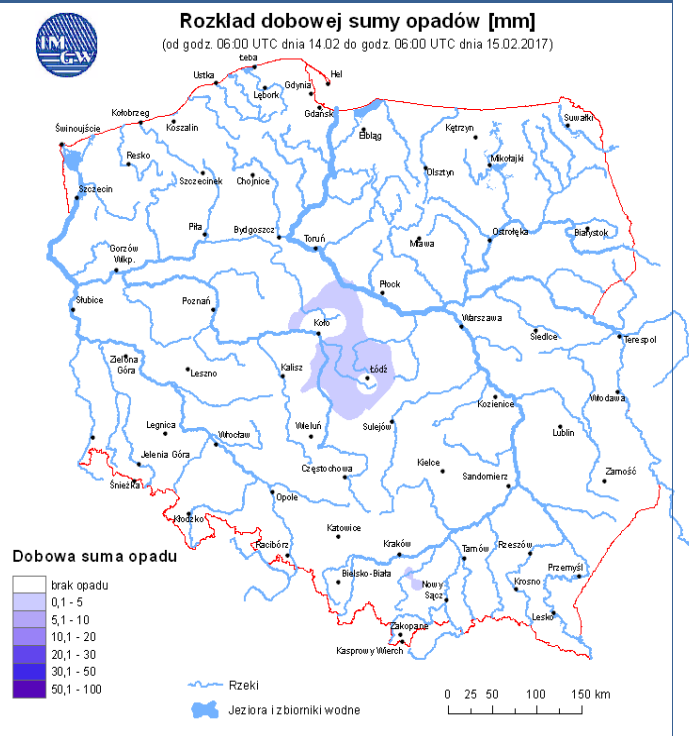 Rozkład dobowej sumy opadów [mm]
(od godz. 06:00 UTC dnia 14.02 do godz. 06:00 UTC dnia 15.02.2017)
IM
GW
Łeba
Ustka
Hel
Gdynia
Lębork
Gdańsk
Kołobrzeg
Koszalin
Suwałki
Świnoujście
Elbląg
Kętrzyn
Resko
Mikołajki
Szczecinek
Chojnice
Olsztyn
Szczecin
Piła
Bydgoszcz
Toruń
Mława
Ostrołęka
Białystok
Gorzów
Wlkp.
Płock
Słubice
Poznań
Koło
Warszawa
Siedlce
Terespol
Zielona
Góra
Leszno
Kalisz
Łódź
Kozienice
Włodawa
Legnica
Wrocław
Wieluń
Sulejów
Lublin
Jelenia Góra
Częstochowa
Kielce
Sandomierz
Zamość
Śnieżka
Opole
Kłodzko
Katowice
Racibórz
Kraków
Tarnów
Rzeszów
Przemyśl
Bielsko-Biała
Nowy
Sącz
Krosno
Lesko
Zakopane
Kasprowy Wierch
Dobowa suma opadu
brak opadu
0,1 - 5
5,1 - 10
10,1 - 20
20,1 - 30
30,1 - 50
50,1 - 100
Rzeki
Jeziora i zbiorniki wodne
0 25 50 100 150 km